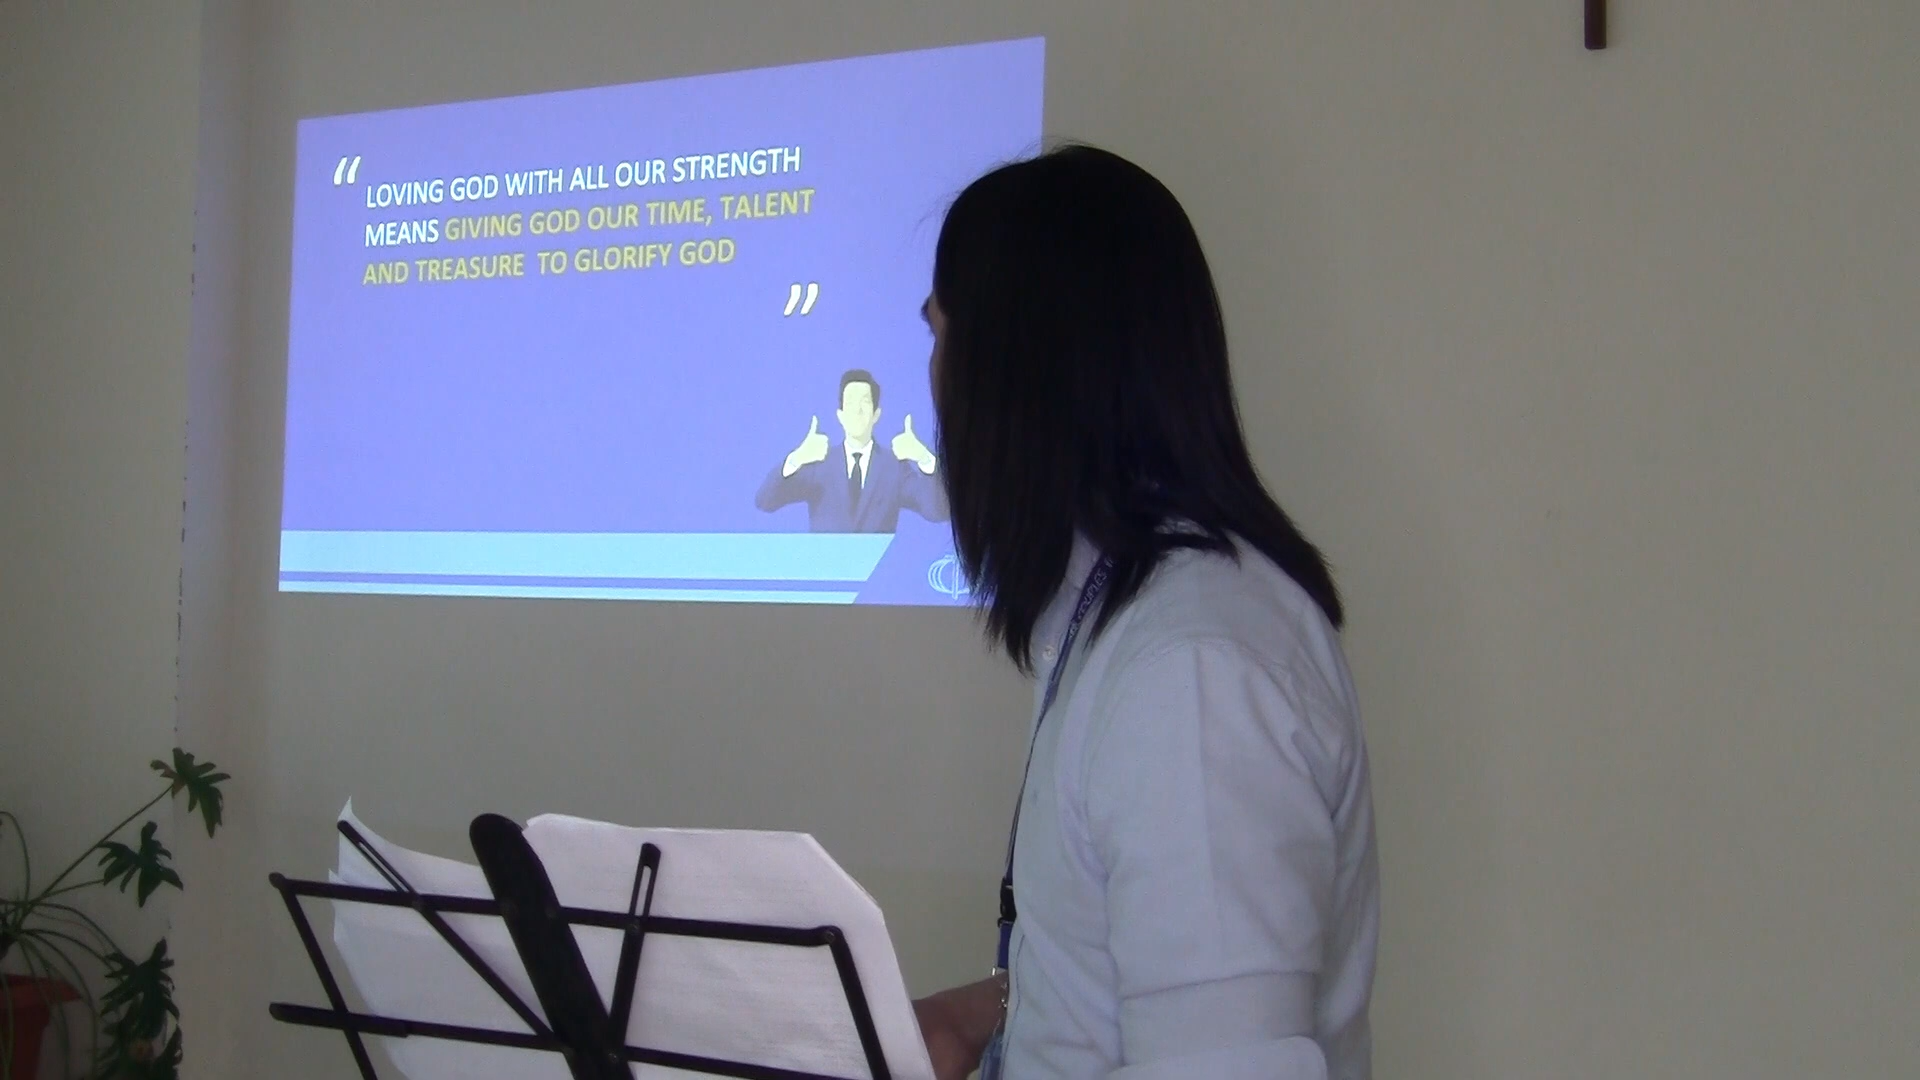 “ LOVING GOD WITH ALL OUR STRENGTH
MEANS GIVING GOD OUR TIME, TALENT
AND TREASURE TO GLORIFY GOD
”